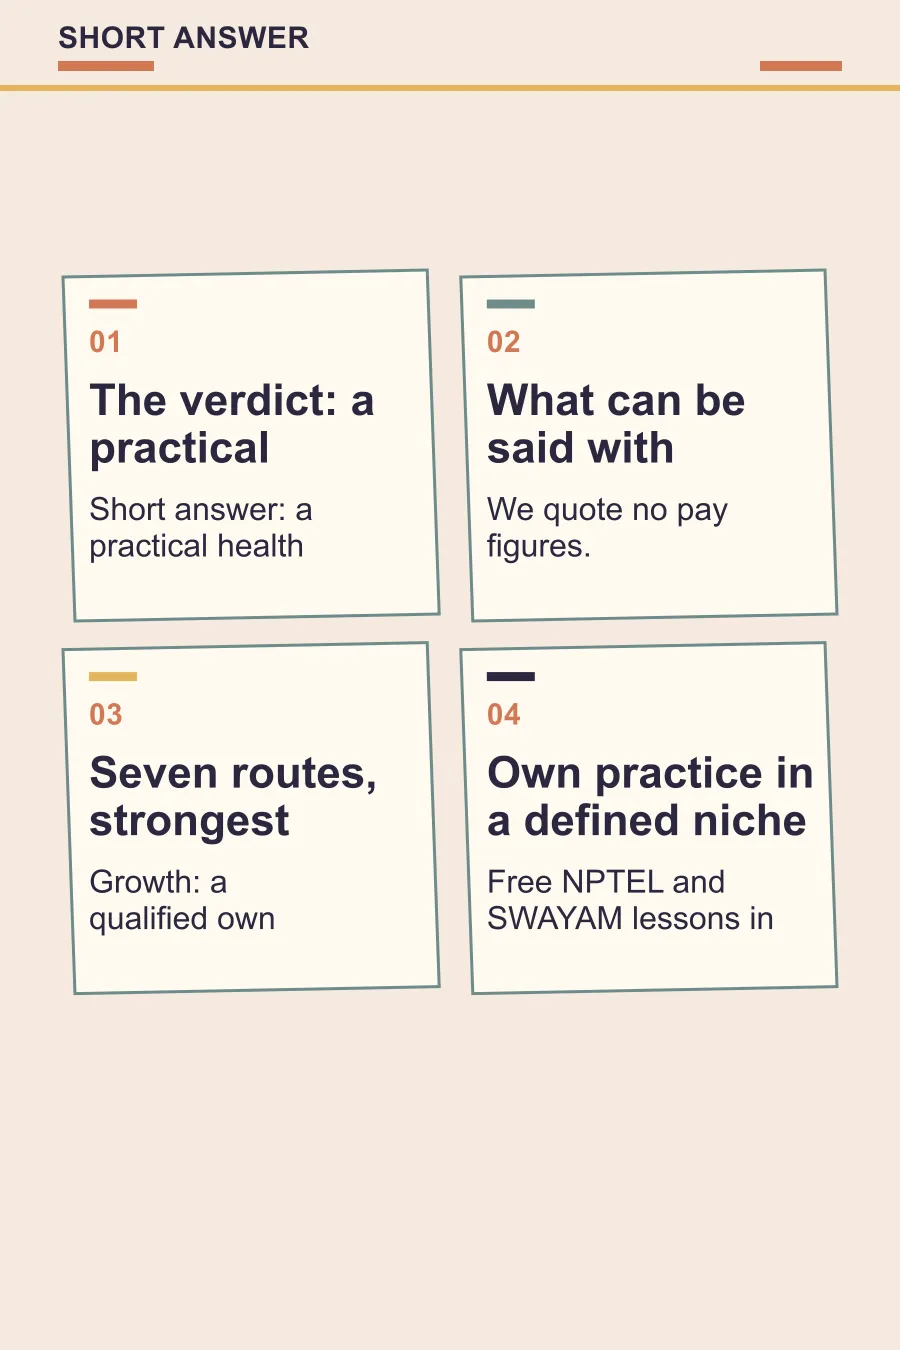 SHORT ANSWER
01
The verdict: a
practical
Short answer: a
practical health
02
What can be
said with
We quote no pay
figures.
03
Seven routes,
strongest
Growth: a
qualified own
04
Own practice in
a defined niche
Free NPTEL and
SWAYAM lessons in